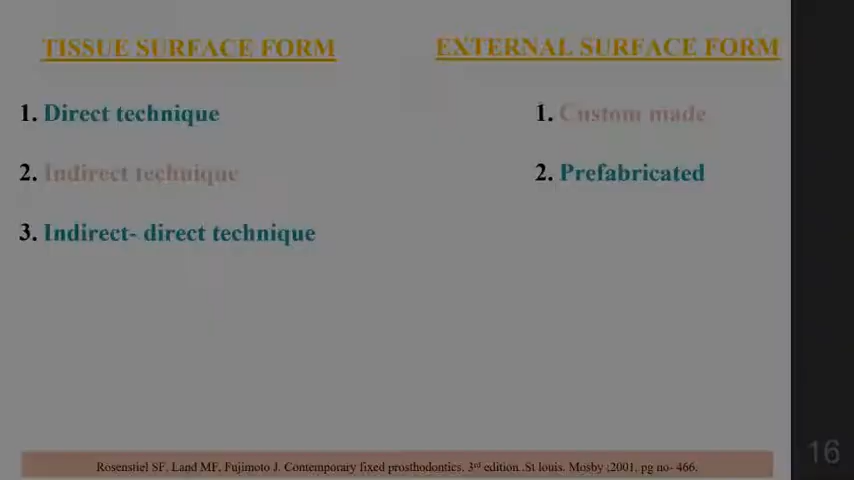 TISSUE SURFACE FORM
1. Direct technique
2. Indirect technique
3. Indirect- direct technique
EXTERNAL SURFACE FORM
1. Custom made
2. Prefabricated
Rosenstiel SF, Land MF, Fujimoto J. Contemporary fixed prosthodontics. 3rd edition .St louis. Mosby ;2001. pg no- 466.
16